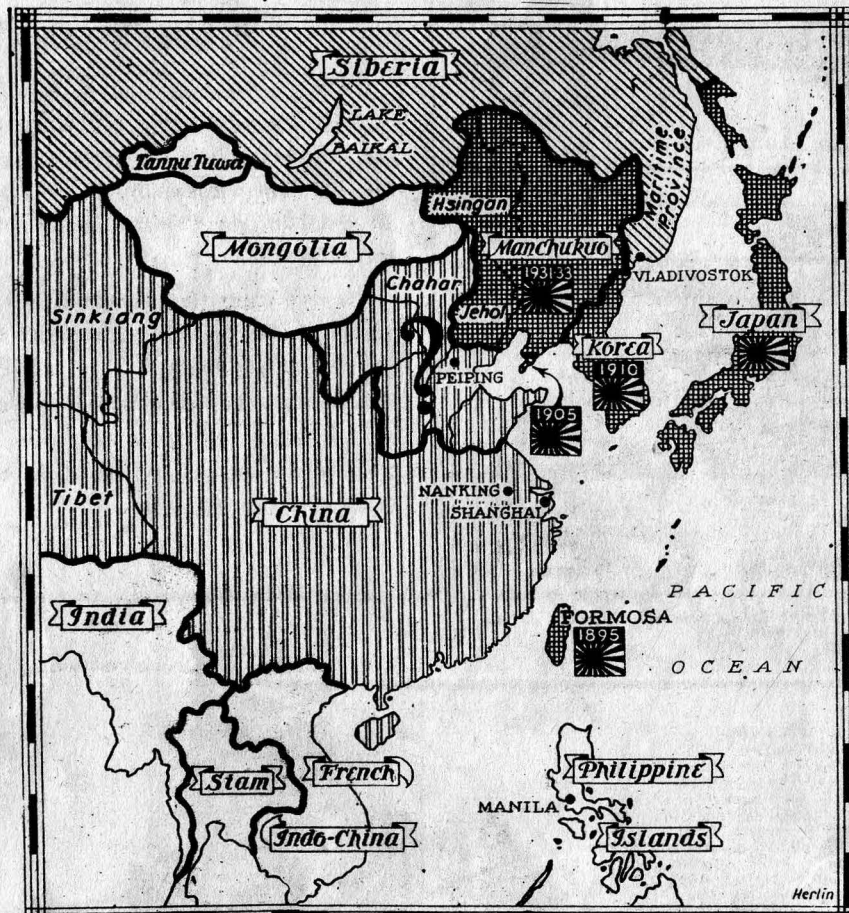 Siberia
LAKE
BAIKAL
Tannu Tuwa
Maritime
Province
Hsingan
Mongolia
Manchukuo
1931 33
VLADIVOSTOK
Chahar
Sinkiang
Jehol
Japan
Korea
1910
PEIPING
1905
Tibet
NANKING
SHANGHAI
China
PACIFIC
India
FORMOSA
1895
OCEAN
Siam
French
Philippine
MANILA
Indo-China
Islands
Herlin
?